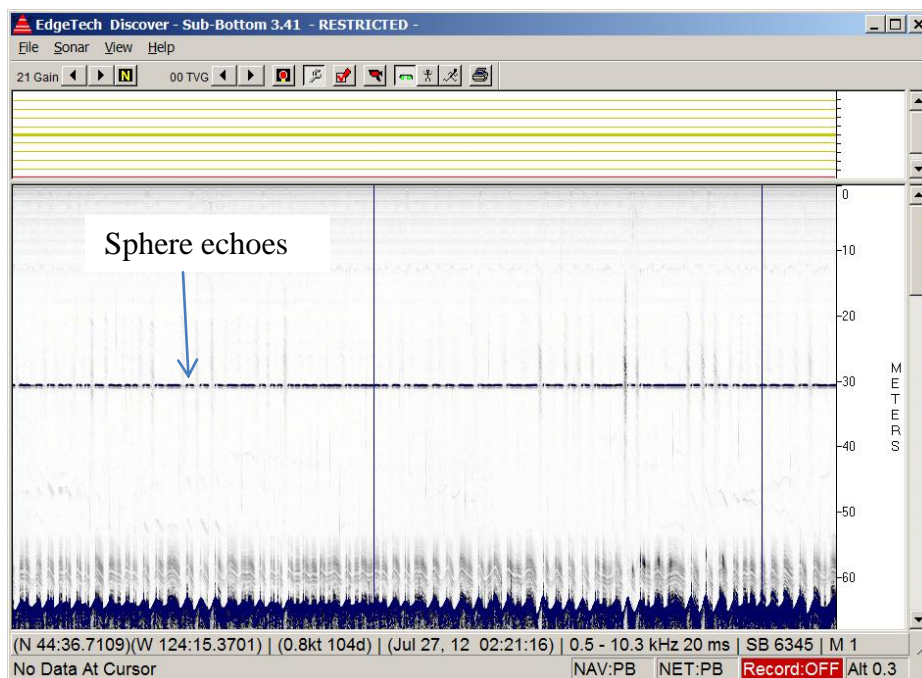 EdgeTech Discover - Sub-Bottom 3.41 - RESTRICTED -
File Sonar View Help
21 Gain N 00 TVG
0
Sphere echoes
-10
-20
-30
METERS
-40
-50
-60
(N 44:36.7109)(W 124:15.3701) | (0.8kt 104d) | (Jul 27, 12 02:21:16) | 0.5 - 10.3 kHz 20 ms | SB 6345 | M 1
No Data At Cursor NAV:PB NET:PB Record:OFF Alt 0.3